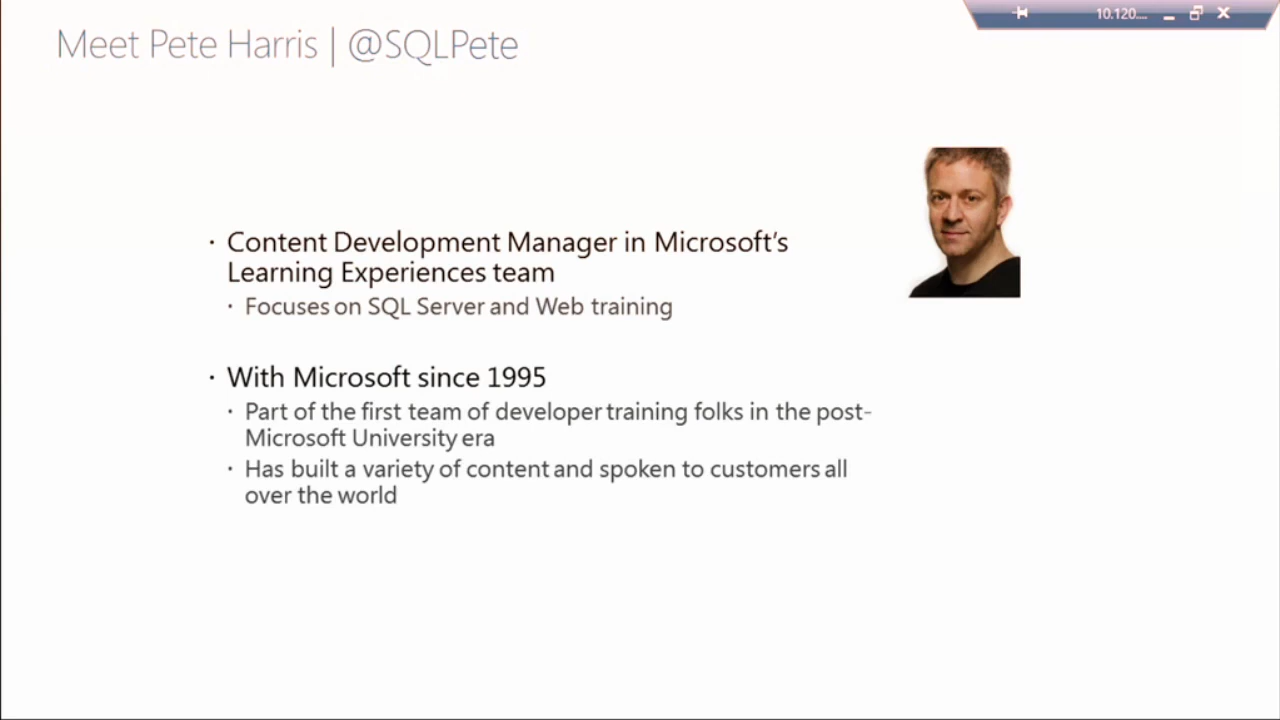 10.120....
Meet Pete Harris | @SQLPete
· Content Development Manager in Microsoft's
Learning Experiences team
· Focuses on SQL Server and Web training
· With Microsoft since 1995
· Part of the first team of developer training folks in the post-
Microsoft University era
· Has built a variety of content and spoken to customers all
over the world